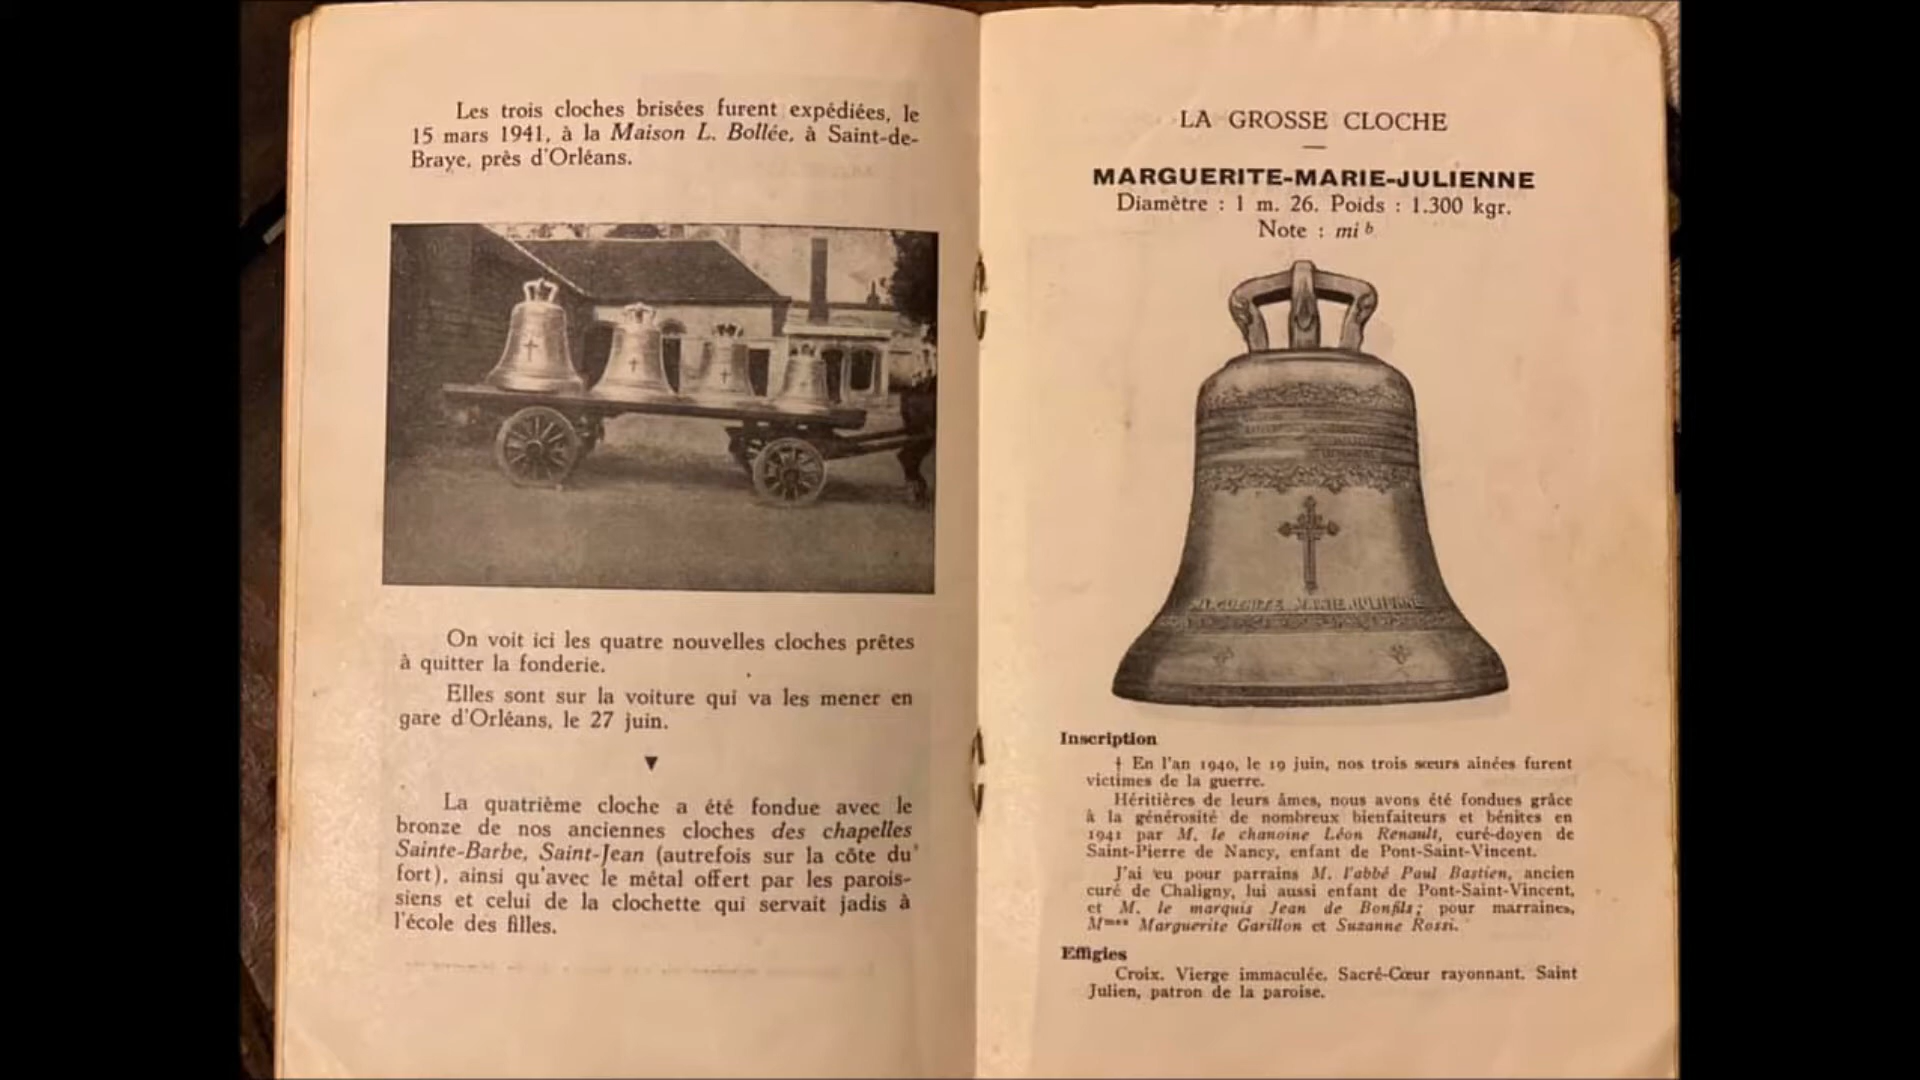 Les trois cloches brisées furent expédiées, le
15 mars 1941, à la Maison L. Bollée, à Saint-de-
Braye, près d'Orléans.
On voit ici les quatre nouvelles cloches prêtes
à quitter la fonderie.
Elles sont sur la voiture qui va les mener en
gare d'Orléans, le 27 juin.
La quatrième cloche a été fondue avec le
bronze de nos anciennes cloches des chapelles
Sainte-Barbe, Saint-Jean (autrefois sur la côte du
fort), ainsi qu'avec le métal offert par les parois-
siens et celui de la clochette qui servait jadis à
l'école des filles.
LA GROSSE CLOCHE
MARGUERITE-MARIE-JULIENNE
Diamètre : 1 m. 26. Poids : 1.300 kgr.
Note : mi b
MARIE JULIENNE
Inscription
† En l'an 1940, le 19 juin, nos trois sœurs ainées furent
victimes de la guerre.
Héritières de leurs âmes, nous avons été fondues grâce
à la générosité de nombreux bienfaiteurs et bénites en
1941 par M. le chanoine Léon Renault, curé-doyen de
Saint-Pierre de Nancy, enfant de Pont-Saint-Vincent.
J'ai eu pour parrains M. l'abbé Paul Bastien, ancien
curé de Chaligny, lui aussi enfant de Pont-Saint-Vincent,
et M. le marquis Jean de Bonfils; pour marraines,
Mmes Marguerite Garillon et Suzanne Rossi.
Effigies
Croix. Vierge immaculée. Sacré-Cœur rayonnant. Saint
Julien, patron de la paroise.